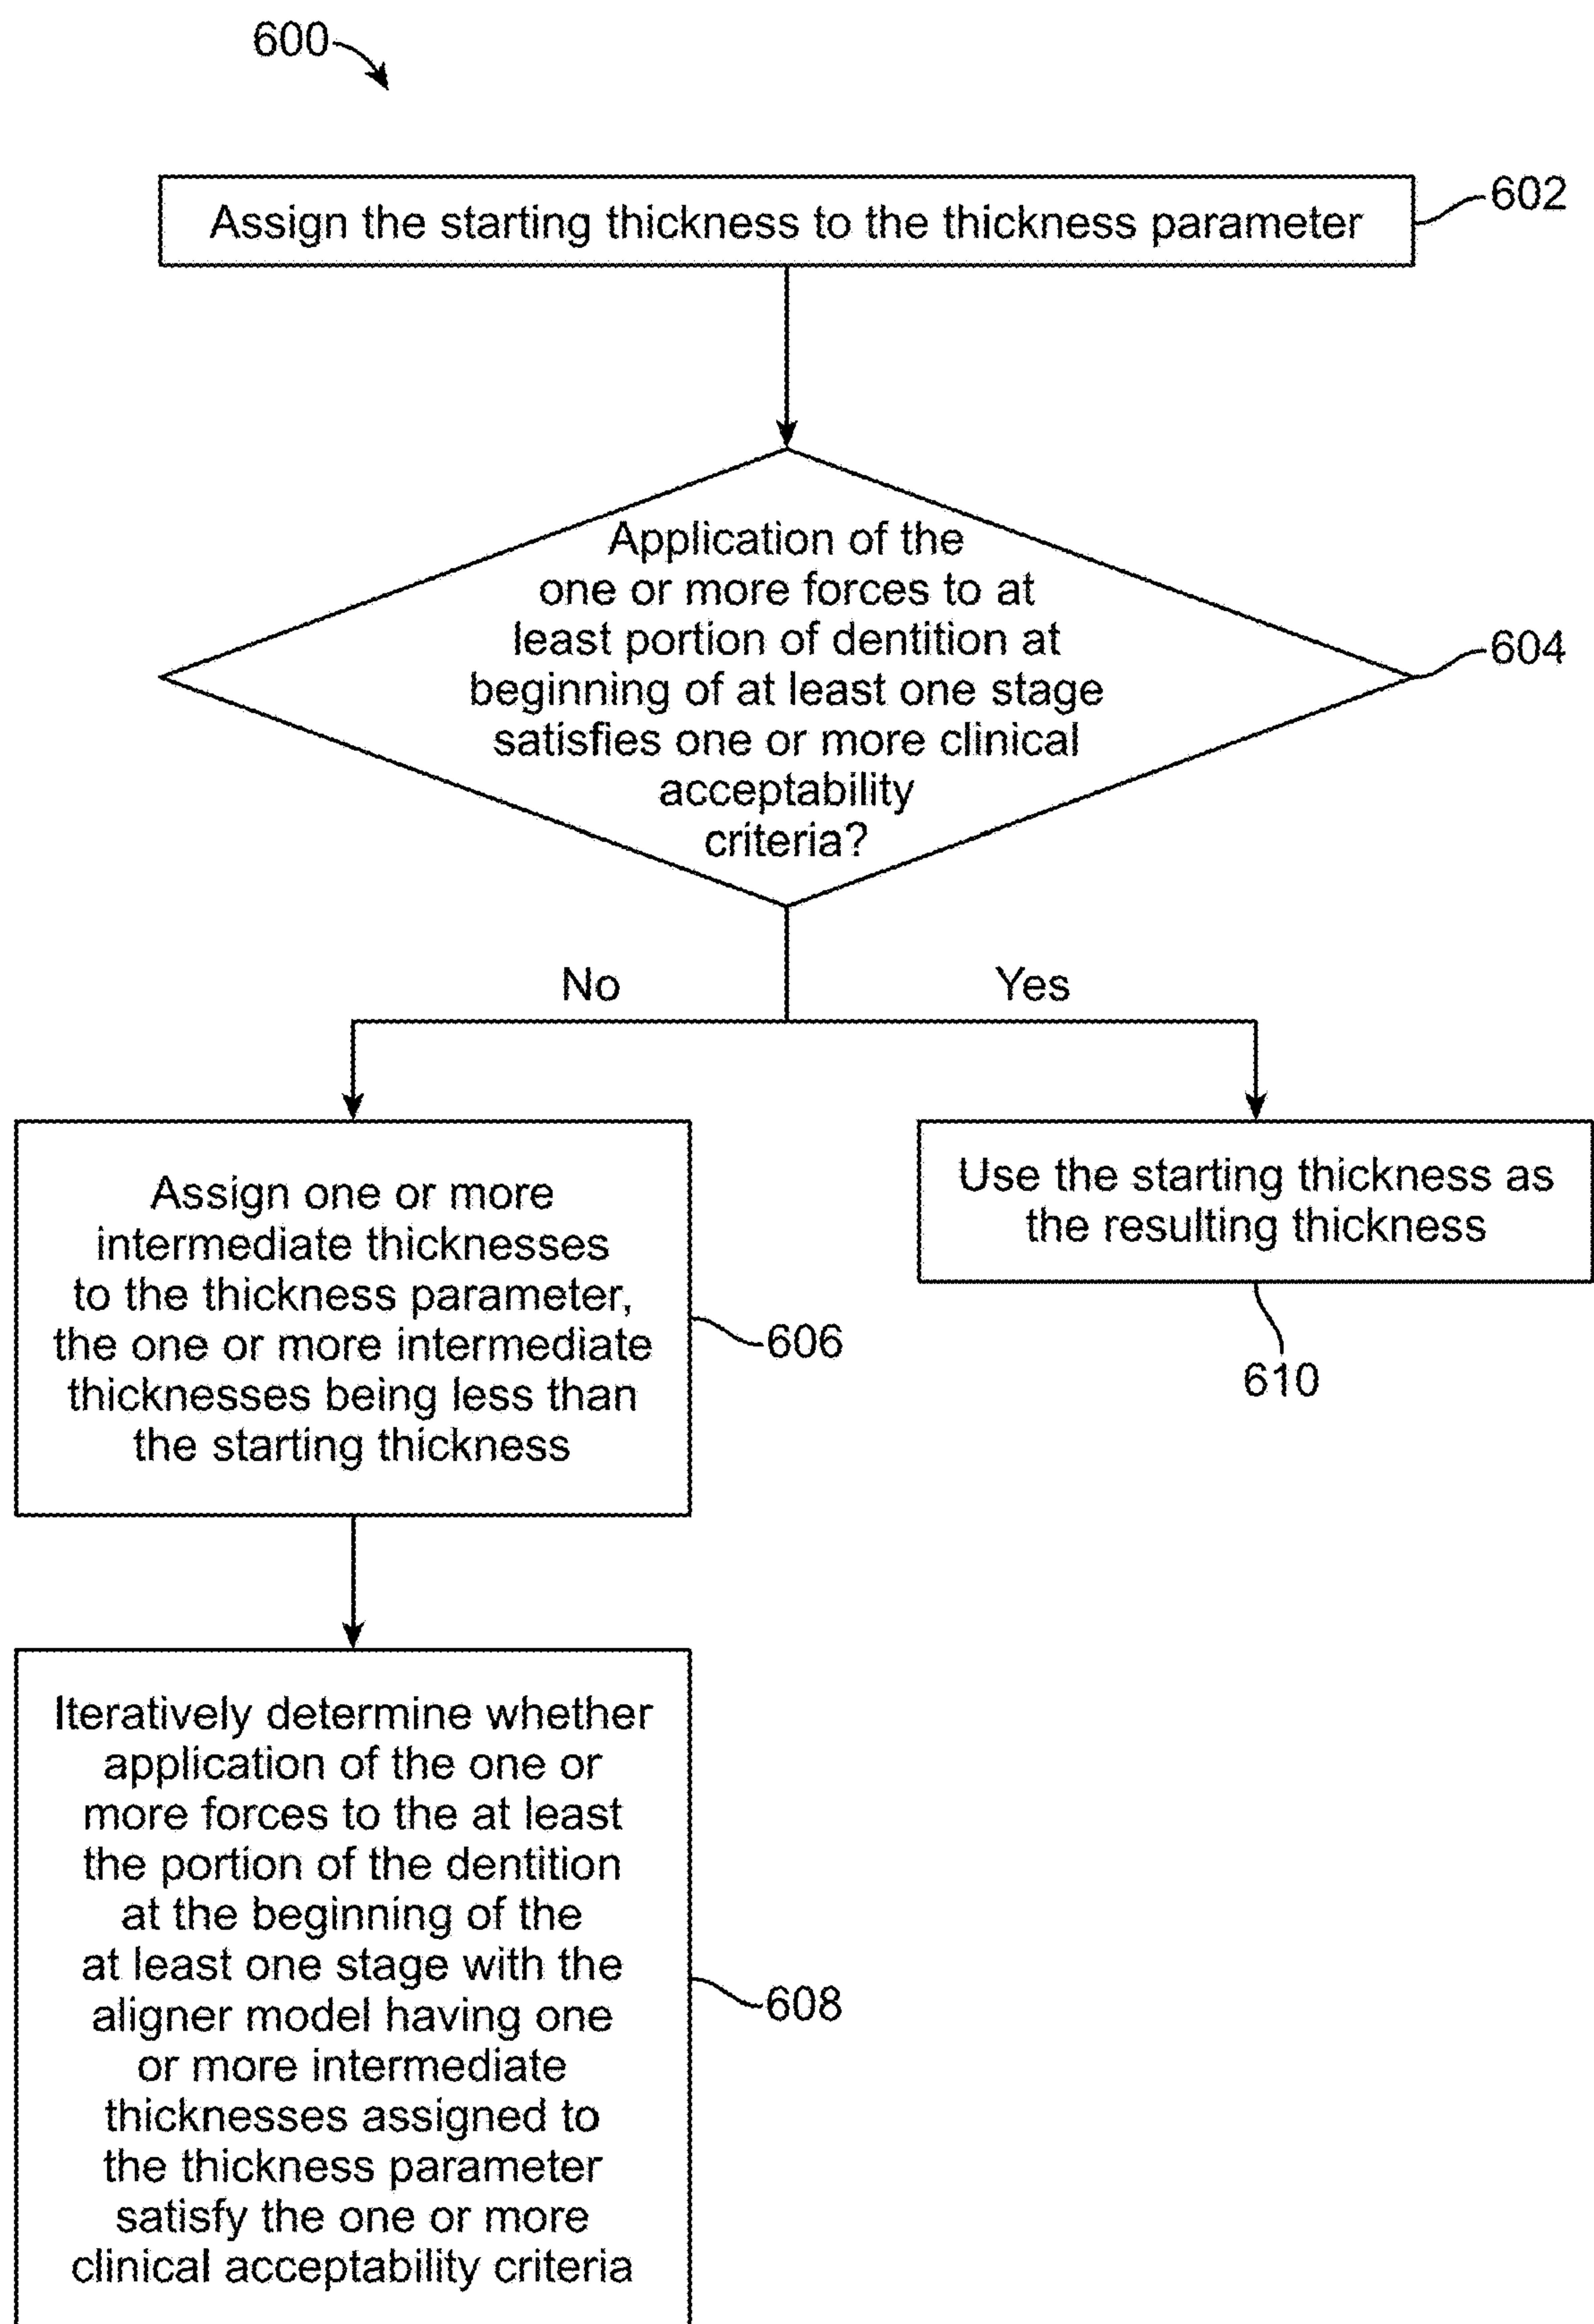 600
Assign the starting thickness to the thickness parameter
602
Application of the
one or more forces to at
least portion of dentition at
beginning of at least one stage
satisfies one or more clinical
acceptability
criteria?
604
No
Yes
Assign one or more
intermediate thicknesses
to the thickness parameter,
the one or more intermediate
thicknesses being less than
the starting thickness
606
Use the starting thickness as
the resulting thickness
610
Iteratively determine whether
application of the one or
more forces to the at least
the portion of the dentition
at the beginning of the
at least one stage with the
aligner model having one
or more intermediate
thicknesses assigned to
the thickness parameter
satisfy the one or more
clinical acceptability criteria
608